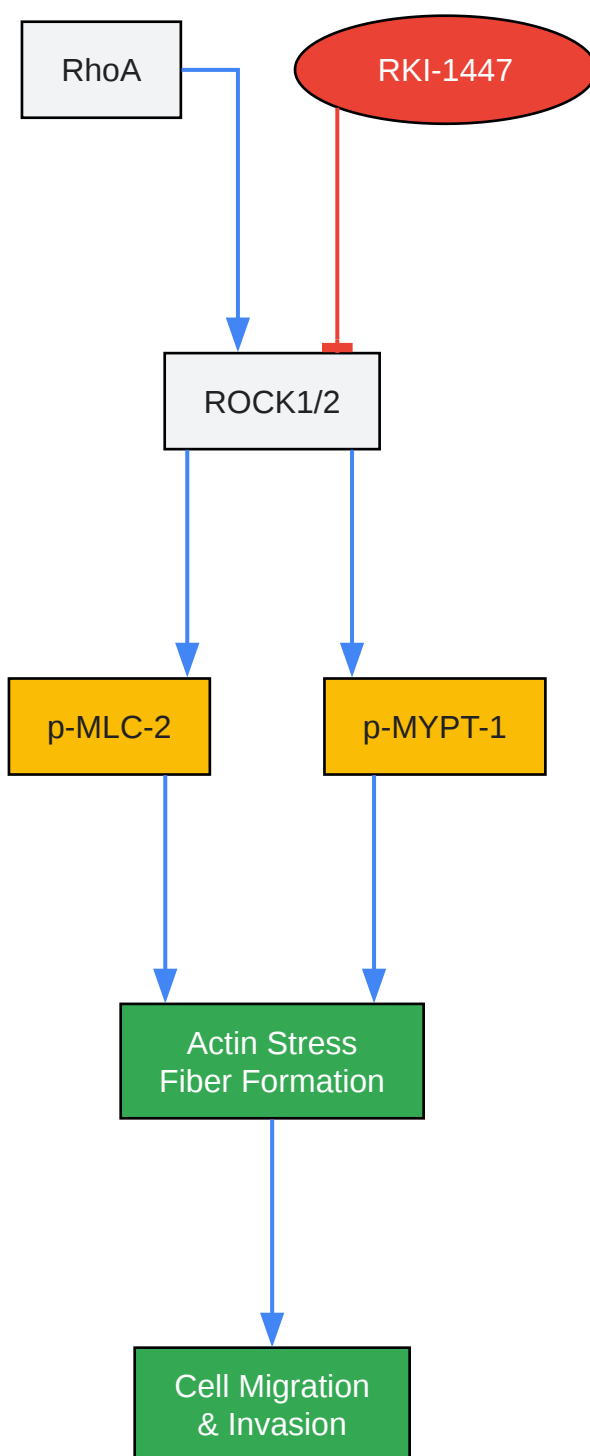 RhoA
RKI-1447
ROCK1/2
p-MLC-2
p-MYPT-1
Actin Stress
Fiber Formation
Cell Migration
& Invasion